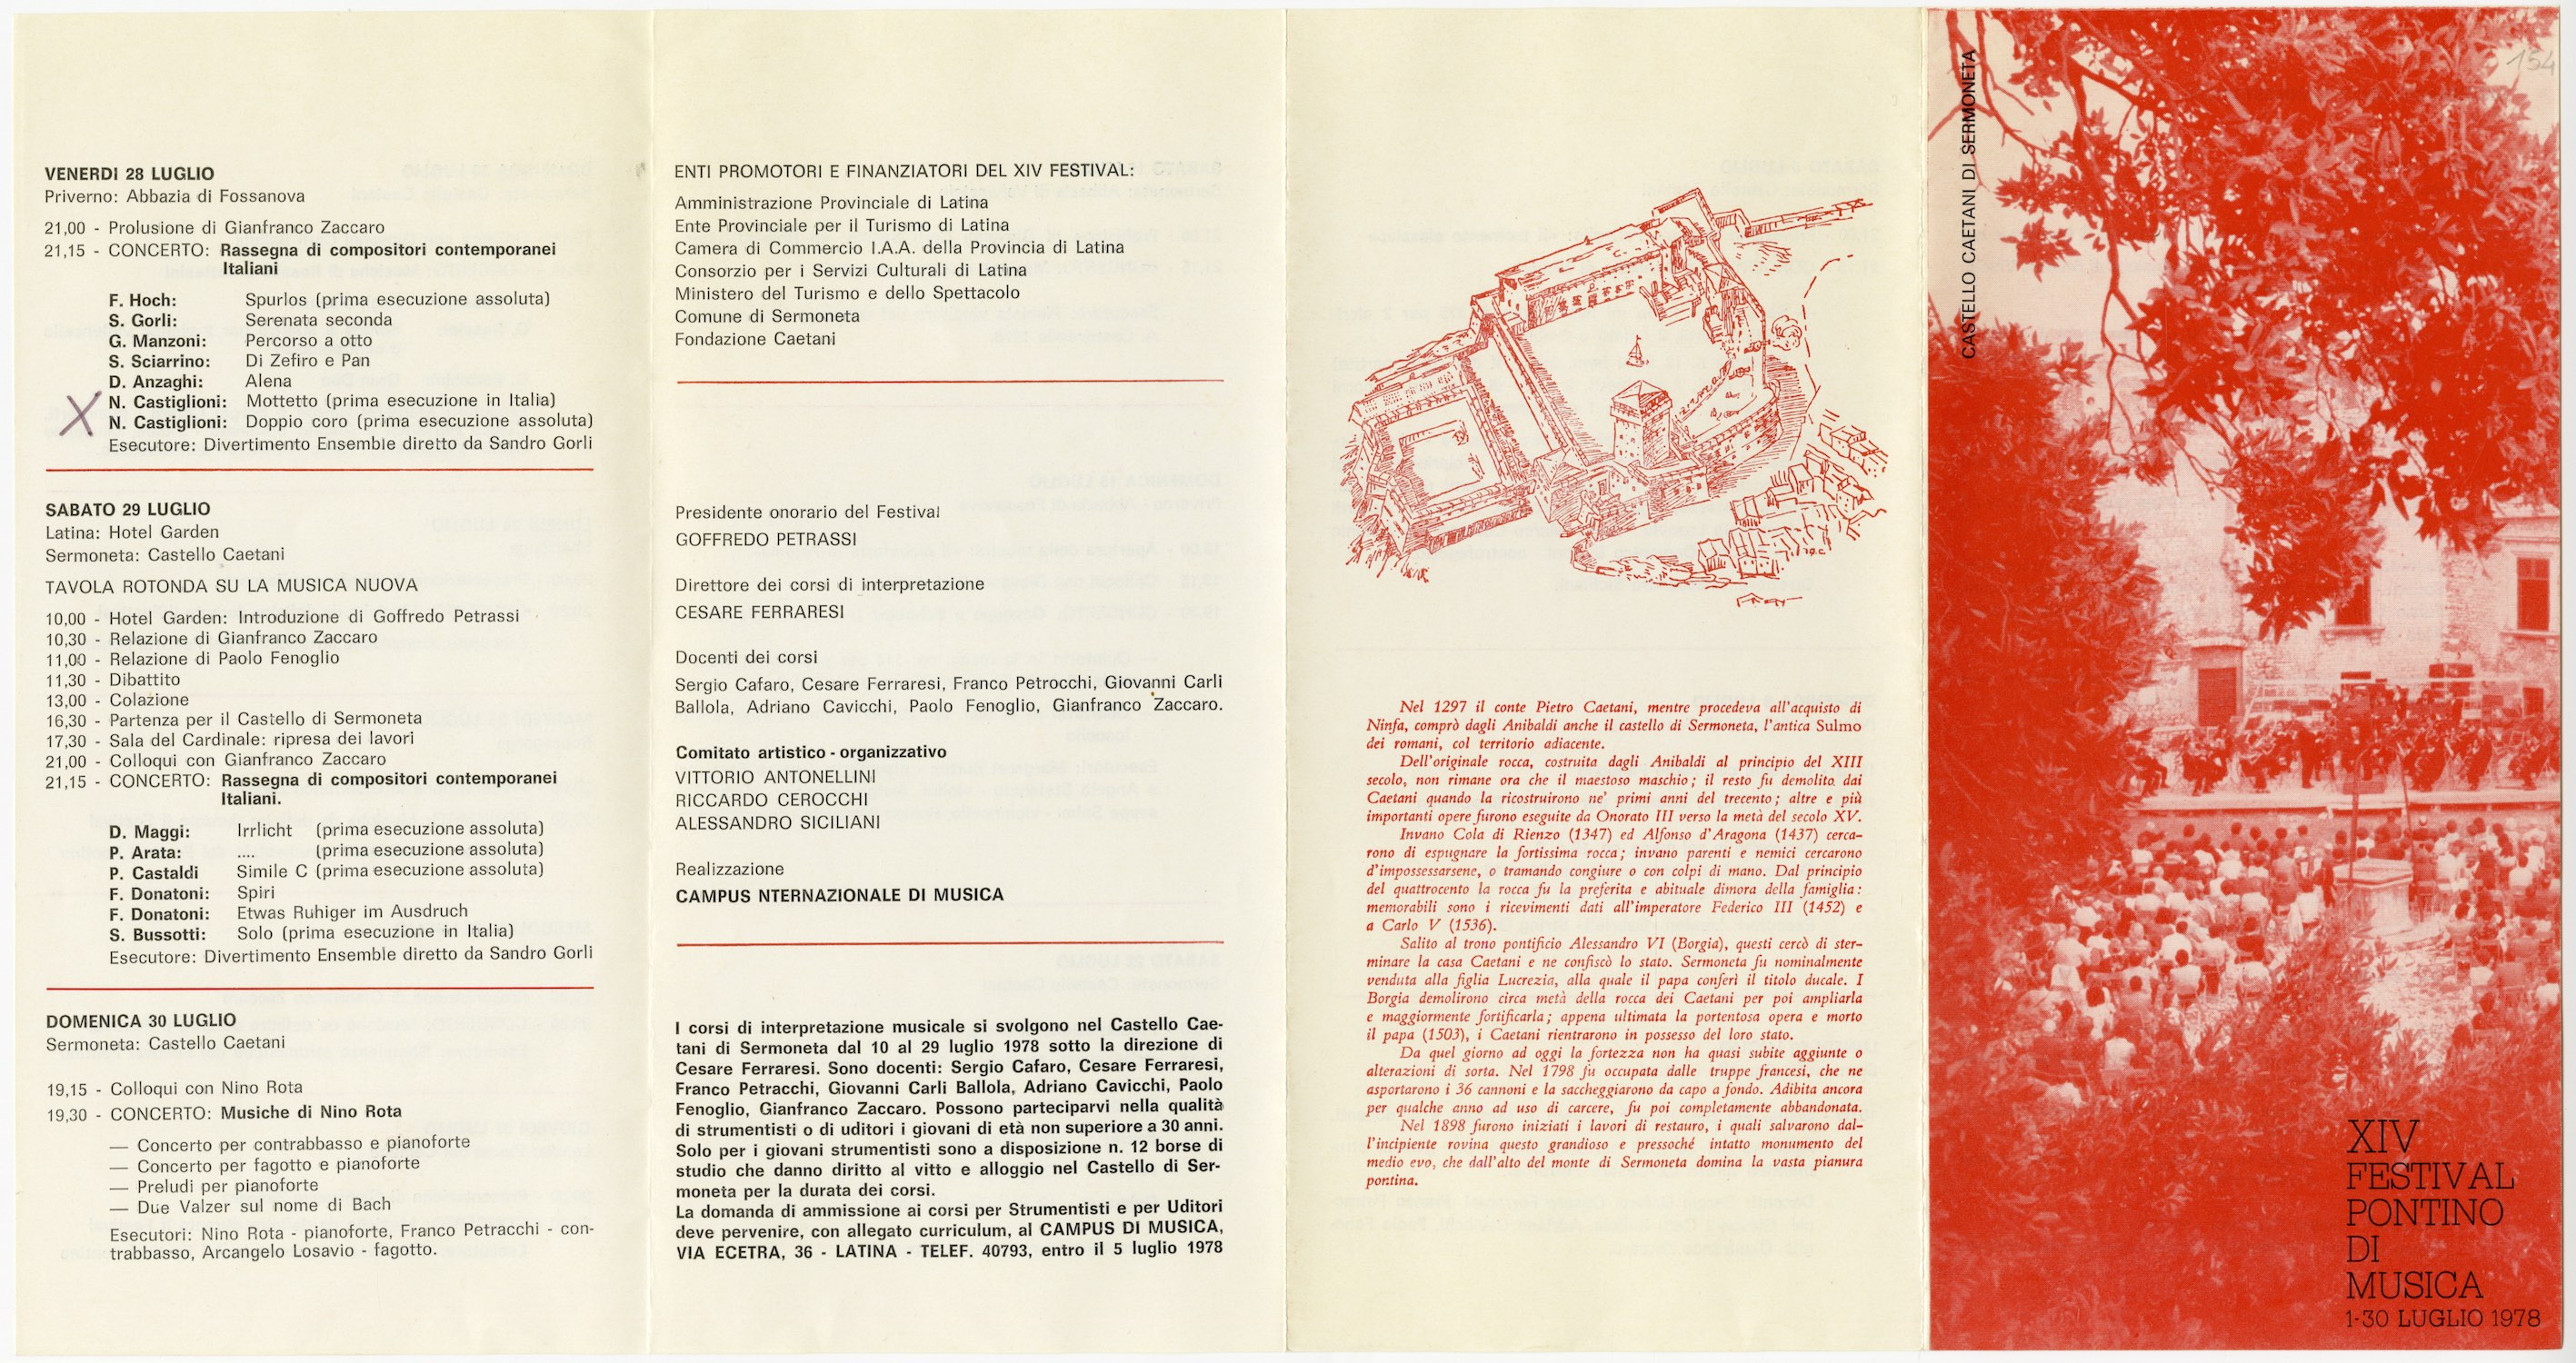 VENERDI 28 LUGLIO
Priverno: Abbazia di Fossanova
21,00 - Prolusione di Gianfranco Zaccaro
21,15 - CONCERTO: Rassegna di compositori contemporanei
Italiani
F. Hoch: Spurlos (prima esecuzione assoluta)
S. Gorli: Serenata seconda
G. Manzoni: Percorso a otto
S. Sciarrino: Di Zefiro e Pan
D. Anzaghi: Alena
X N. Castiglioni: Mottetto (prima esecuzione in Italia)
N. Castiglioni: Doppio coro (prima esecuzione assoluta)
Esecutore: Divertimento Ensemble diretto da Sandro Gorli
SABATO 29 LUGLIO
Latina: Hotel Garden
Sermoneta: Castello Caetani
TAVOLA ROTONDA SU LA MUSICA NUOVA
10,00 - Hotel Garden: Introduzione di Goffredo Petrassi
10,30 - Relazione di Gianfranco Zaccaro
11,00 - Relazione di Paolo Fenoglio
11,30 - Dibattito
13,00 - Colazione
16,30 - Partenza per il Castello di Sermoneta
17,30 - Sala del Cardinale: ripresa dei lavori
21,00 - Colloqui con Gianfranco Zaccaro
21,15 - CONCERTO: Rassegna di compositori contemporanei
Italiani.
D. Maggi: Irrlicht (prima esecuzione assoluta)
P. Arata: .... (prima esecuzione assoluta)
P. Castaldi Simile C (prima esecuzione assoluta)
F. Donatoni: Spiri
F. Donatoni: Etwas Ruhiger im Ausdruch
S. Bussotti: Solo (prima esecuzione in Italia)
Esecutore: Divertimento Ensemble diretto da Sandro Gorli
DOMENICA 30 LUGLIO
Sermoneta: Castello Caetani
19,15 - Colloqui con Nino Rota
19,30 - CONCERTO: Musiche di Nino Rota
— Concerto per contrabbasso e pianoforte
— Concerto per fagotto e pianoforte
— Preludi per pianoforte
— Due Valzer sul nome di Bach
Esecutori: Nino Rota - pianoforte, Franco Petracchi - con-
trabbasso, Arcangelo Losavio - fagotto.
ENTI PROMOTORI E FINANZIATORI DEL XIV FESTIVAL:
Amministrazione Provinciale di Latina
Ente Provinciale per il Turismo di Latina
Camera di Commercio I.A.A. della Provincia di Latina
Consorzio per i Servizi Culturali di Latina
Ministero del Turismo e dello Spettacolo
Comune di Sermoneta
Fondazione Caetani
Presidente onorario del Festival
GOFFREDO PETRASSI
Direttore dei corsi di interpretazione
CESARE FERRARESI
Docenti dei corsi
Sergio Cafaro, Cesare Ferraresi, Franco Petrocchi, Giovanni Carli
Ballola, Adriano Cavicchi, Paolo Fenoglio, Gianfranco Zaccaro.
Comitato artistico - organizzativo
VITTORIO ANTONELLINI
RICCARDO CEROCCHI
ALESSANDRO SICILIANI
Realizzazione
CAMPUS NTERNAZIONALE DI MUSICA
I corsi di interpretazione musicale si svolgono nel Castello Cae-
tani di Sermoneta dal 10 al 29 luglio 1978 sotto la direzione di
Cesare Ferraresi. Sono docenti: Sergio Cafaro, Cesare Ferraresi,
Franco Petracchi, Giovanni Carli Ballola, Adriano Cavicchi, Paolo
Fenoglio, Gianfranco Zaccaro. Possono parteciparvi nella qualità
di strumentisti o di uditori i giovani di età non superiore a 30 anni.
Solo per i giovani strumentisti sono a disposizione n. 12 borse di
studio che danno diritto al vitto e alloggio nel Castello di Ser-
moneta per la durata dei corsi.
La domanda di ammissione ai corsi per Strumentisti e per Uditori
deve pervenire, con allegato curriculum, al CAMPUS DI MUSICA,
VIA ECETRA, 36 - LATINA - TELEF. 40793, entro il 5 luglio 1978
Nel 1297 il conte Pietro Caetani, mentre procedeva all'acquisto di
Ninfa, comprò dagli Anibaldi anche il castello di Sermoneta, l'antica Sulmo
dei romani, col territorio adiacente.
Dell'originale rocca, costruita dagli Anibaldi al principio del XIII
secolo, non rimane ora che il maestoso maschio; il resto fu demolito dai
Caetani quando la ricostruirono ne' primi anni del trecento; altre e più
importanti opere furono eseguite da Onorato III verso la metà del secolo XV.
Invano Cola di Rienzo (1347) ed Alfonso d'Aragona (1437) cerca-
rono di espugnare la fortissima rocca; invano parenti e nemici cercarono
d'impossessarsene, o tramando congiure o con colpi di mano. Dal principio
del quattrocento la rocca fu la preferita e abituale dimora della famiglia:
memorabili sono i ricevimenti dati all'imperatore Federico III (1452) e
a Carlo V (1536).
Salito al trono pontificio Alessandro VI (Borgia), questi cercò di ster-
minare la casa Caetani e ne confiscò lo stato. Sermoneta fu nominalmente
venduta alla figlia Lucrezia, alla quale il papa conferì il titolo ducale. I
Borgia demolirono circa metà della rocca dei Caetani per poi ampliarla
e maggiormente fortificarla; appena ultimata la portentosa opera e morto
il papa (1503), i Caetani rientrarono in possesso del loro stato.
Da quel giorno ad oggi la fortezza non ha quasi subite aggiunte o
alterazioni di sorta. Nel 1798 fu occupata dalle truppe francesi, che ne
asportarono i 36 cannoni e la saccheggiarono da capo a fondo. Adibita ancora
per qualche anno ad uso di carcere, fu poi completamente abbandonata.
Nel 1898 furono iniziati i lavori di restauro, i quali salvarono dal-
l'incipiente rovina questo grandioso e pressoché intatto monumento del
medio evo, che dall'alto del monte di Sermoneta domina la vasta pianura
pontina.
CASTELLO CAETANI DI SERMONETA
154
XIV
FESTIVAL
PONTINO
DI
MUSICA
1-30 LUGLIO 1978